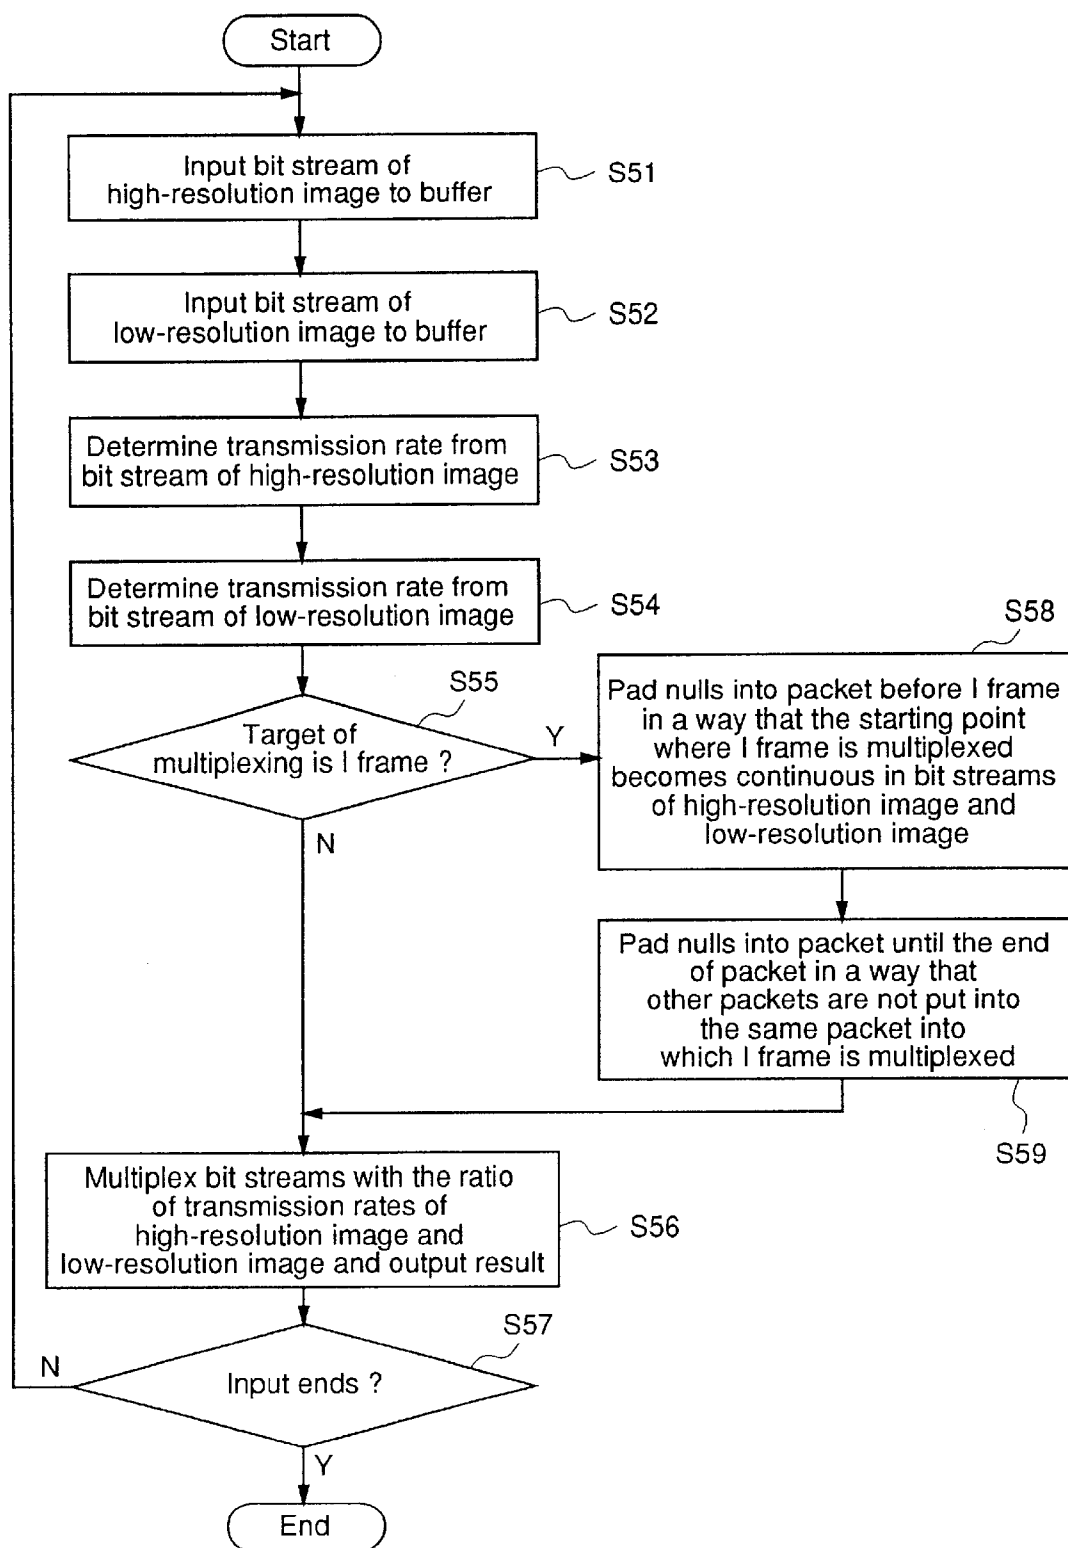 Start
Input bit stream of
high-resolution image to buffer
S51
Input bit stream of
low-resolution image to buffer
S52
Determine transmission rate from
bit stream of high-resolution image
S53
Determine transmission rate from
bit stream of low-resolution image
S54
S55
Target of
multiplexing is I frame ?
Y
N
S58
Pad nulls into packet before I frame
in a way that the starting point
where I frame is multiplexed
becomes continuous in bit streams
of high-resolution image and
low-resolution image
Pad nulls into packet until the end
of packet in a way that
other packets are not put into
the same packet into
which I frame is multiplexed
S59
Multiplex bit streams with the ratio
of transmission rates of
high-resolution image and
low-resolution image and output result
S56
S57
Input ends ?
N
Y
End